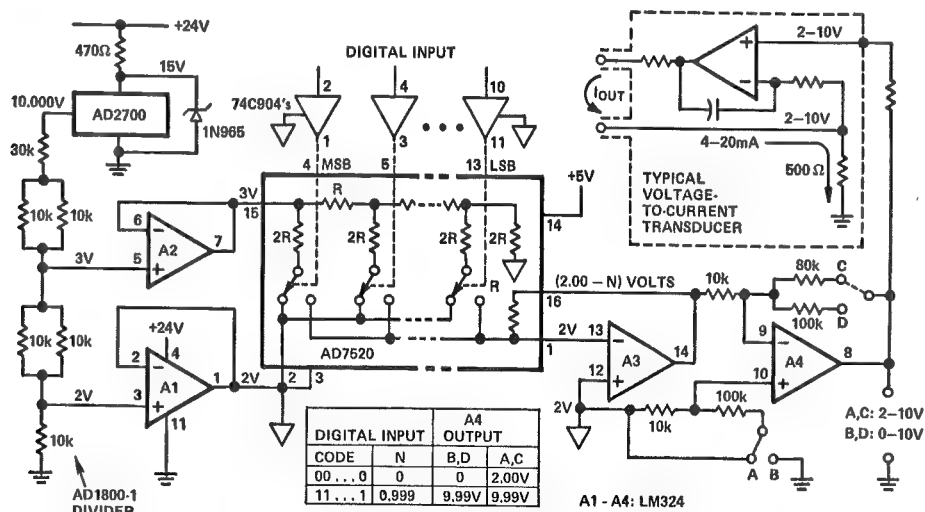 +24V
470Ω
15V
10.000V
AD2700
1N965
30k
10k
10k
3V
6
5
A2
7
3V
15
10k
10k
2V
+24V
4
2
3
A1
1
11
2V
10k
AD1800-1
DIVIDER
DIGITAL INPUT
74C904's
2
4
10
1
3
11
4 MSB
5
13 LSB
R
2R
2R
2R
2R
R
+5V
14
AD7520
2
3
(2.00 – N) VOLTS
16
2V
1
13
12
A3
14
2V
10k
10k
100k
80k
100k
C
D
9
10
A4
8
A
B
A,C: 2–10V
B,D: 0–10V
IOUT
2–10V
2–10V
4–20mA
500Ω
TYPICAL
VOLTAGE-
TO-CURRENT
TRANSDUCER
DIGITAL INPUT A4 OUTPUT
CODE N B,D A,C
00 ... 0 0 0 2.00V
11 ... 1 0.999 9.99V 9.99V
A1 - A4: LM324